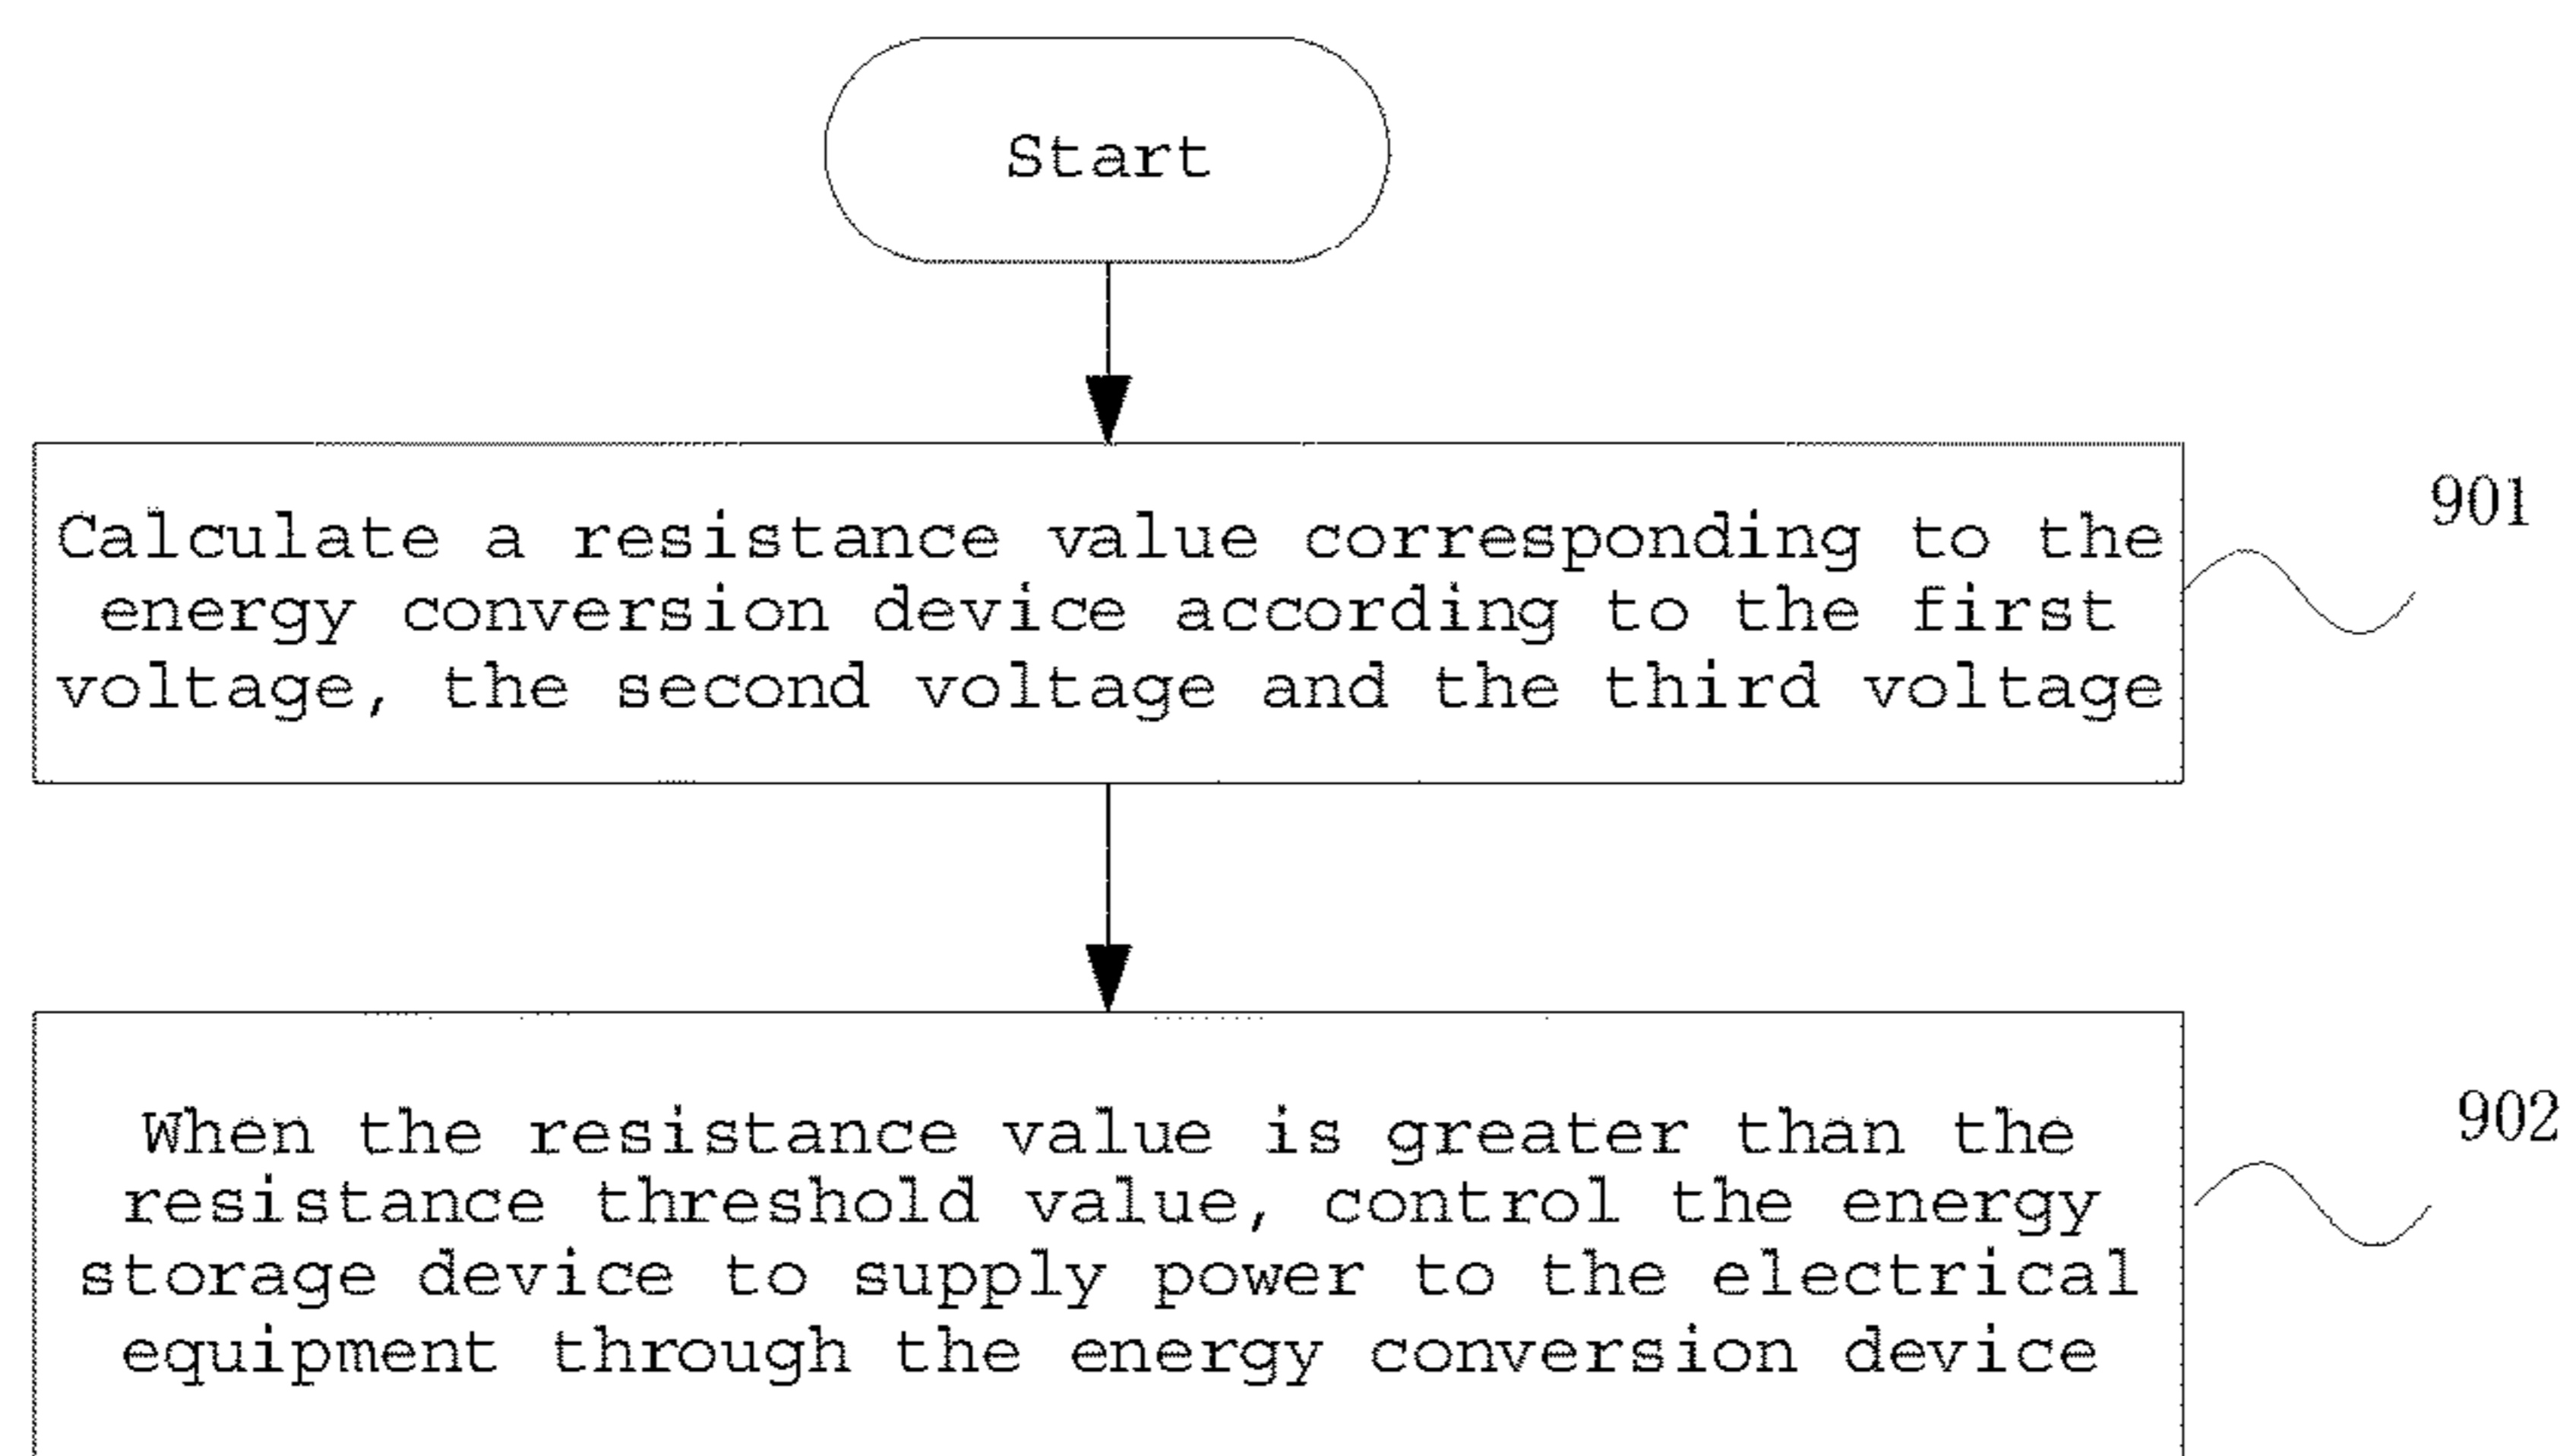 Start
Calculate a resistance value corresponding to the
energy conversion device according to the first
voltage, the second voltage and the third voltage
901
When the resistance value is greater than the
resistance threshold value, control the energy
storage device to supply power to the electrical
equipment through the energy conversion device
902